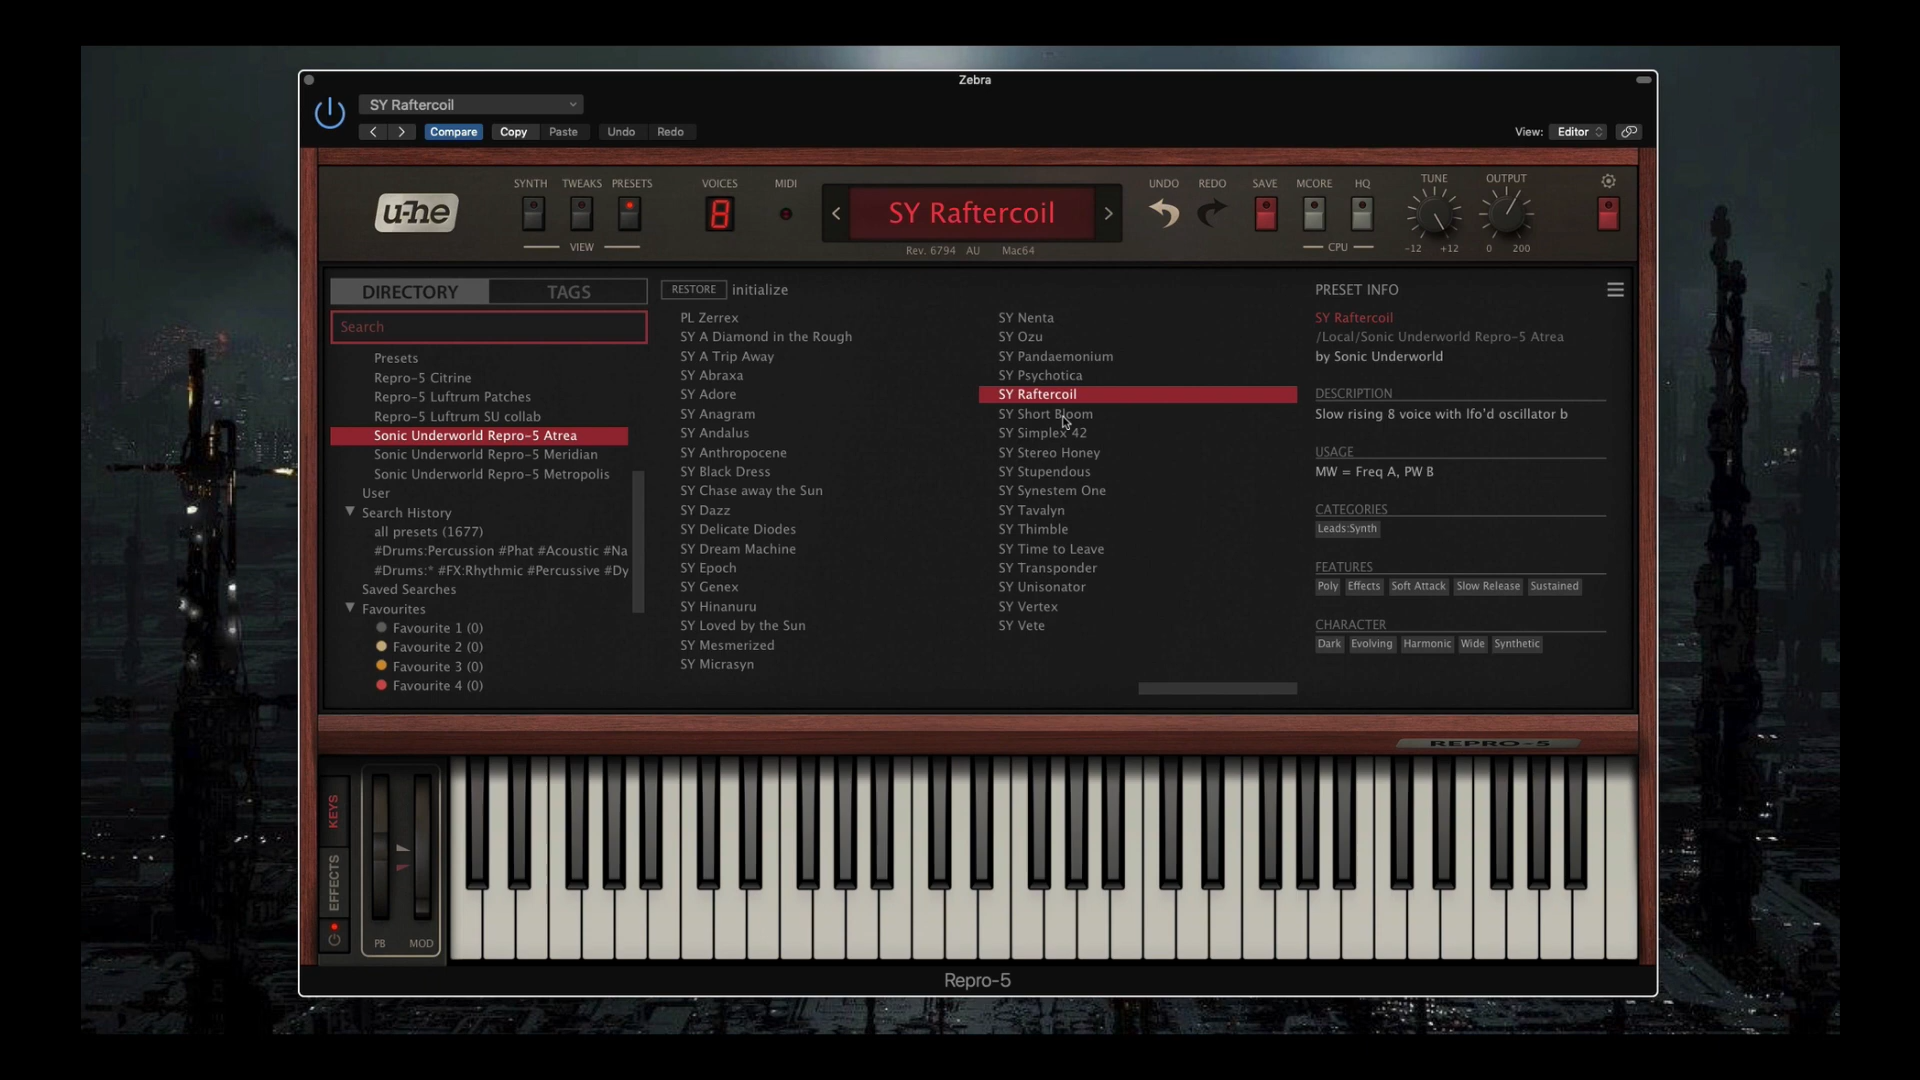 Zebra
SY Raftercoil
Compare Copy Paste Undo Redo
View: Editor
u-he
SYNTH TWEAKS PRESETS
VIEW
VOICES
8
MIDI
SY Raftercoil
Rev. 6794 AU Mac64
UNDO REDO SAVE MCORE HQ
CPU
TUNE
-12 +12
OUTPUT
0 200
DIRECTORY TAGS
Search
Presets
Repro-5 Citrine
Repro-5 Luftrum Patches
Repro-5 Luftrum SU collab
Sonic Underworld Repro-5 Atrea
Sonic Underworld Repro-5 Meridian
Sonic Underworld Repro-5 Metropolis
User
Search History
all presets (1677)
#Drums:Percussion #Phat #Acoustic #Na
#Drums:* #FX:Rhythmic #Percussive #Dy
Saved Searches
Favourites
Favourite 1 (0)
Favourite 2 (0)
Favourite 3 (0)
Favourite 4 (0)
RESTORE initialize
PL Zerrex
SY A Diamond in the Rough
SY A Trip Away
SY Abraxa
SY Adore
SY Anagram
SY Andalus
SY Anthropocene
SY Black Dress
SY Chase away the Sun
SY Dazz
SY Delicate Diodes
SY Dream Machine
SY Epoch
SY Genex
SY Hinanuru
SY Loved by the Sun
SY Mesmerized
SY Micrasyn
SY Nenta
SY Ozu
SY Pandaemonium
SY Psychotica
SY Raftercoil
SY Short Bloom
SY Simplex 42
SY Stereo Honey
SY Stupendous
SY Synestem One
SY Tavalyn
SY Thimble
SY Time to Leave
SY Transponder
SY Unisonator
SY Vertex
SY Vete
PRESET INFO
SY Raftercoil
/Local/Sonic Underworld Repro-5 Atrea
by Sonic Underworld
DESCRIPTION
Slow rising 8 voice with lfo'd oscillator b
USAGE
MW = Freq A, PW B
CATEGORIES
Leads:Synth
FEATURES
Poly Effects Soft Attack Slow Release Sustained
CHARACTER
Dark Evolving Harmonic Wide Synthetic
REPRO-5
KEYS
EFFECTS
PB MOD
Repro-5